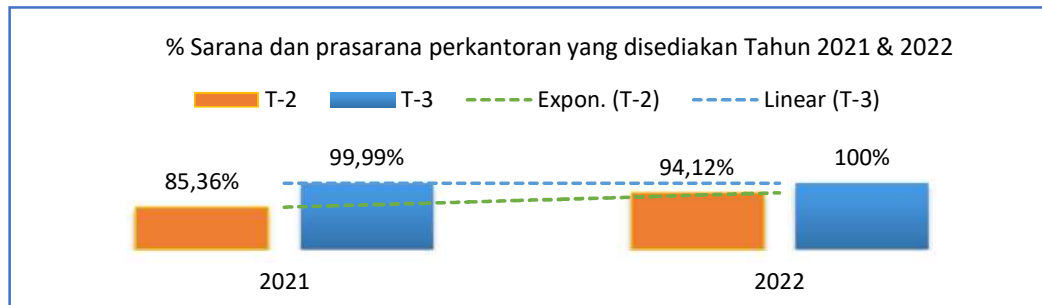 % Sarana dan prasarana perkantoran yang disediakan Tahun 2021 & 2022
T-2 T-3 Expon. (T-2) Linear (T-3)
85,36% 99,99% 94,12% 100%
2021 2022